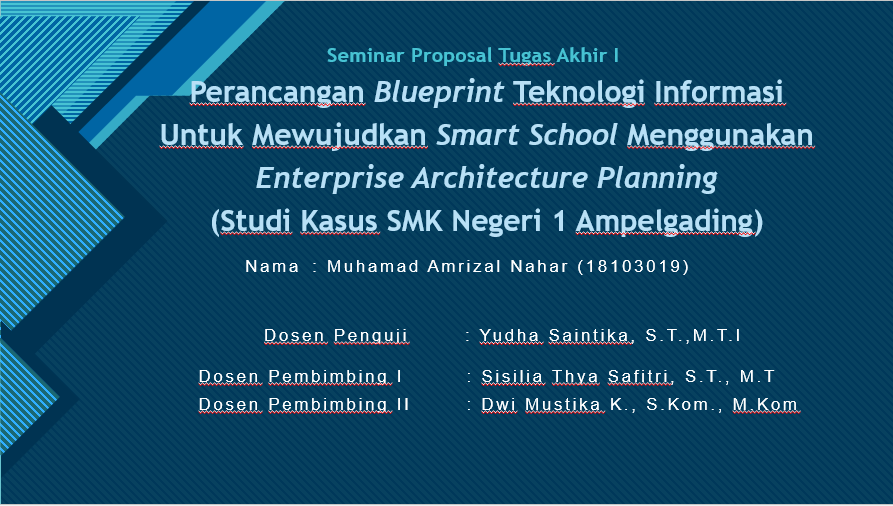 Seminar Proposal Tugas Akhir I
Perancangan Blueprint Teknologi Informasi
Untuk Mewujudkan Smart School Menggunakan
Enterprise Architecture Planning
(Studi Kasus SMK Negeri 1 Ampelgading)
Nama : Muhamad Amrizal Nahar (18103019)
Dosen Penguji : Yudha Saintika, S.T.,M.T.I
Dosen Pembimbing I : Sisilia Thya Safitri, S.T., M.T
Dosen Pembimbing II : Dwi Mustika K., S.Kom., M.Kom